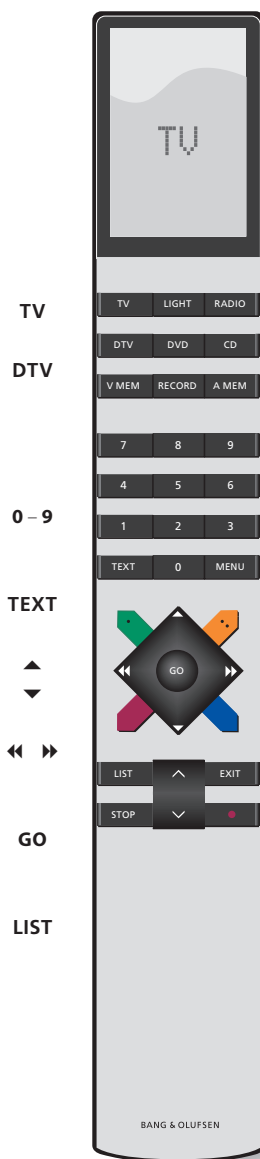 TV
TV LIGHT RADIO
TV
DTV DVD CD
DTV
V MEM RECORD A MEM
7 8 9
4 5 6
0 – 9
1 2 3
TEXT 0 MENU
TEXT
GO
LIST EXIT
STOP
GO
LIST
BANG & OLUFSEN